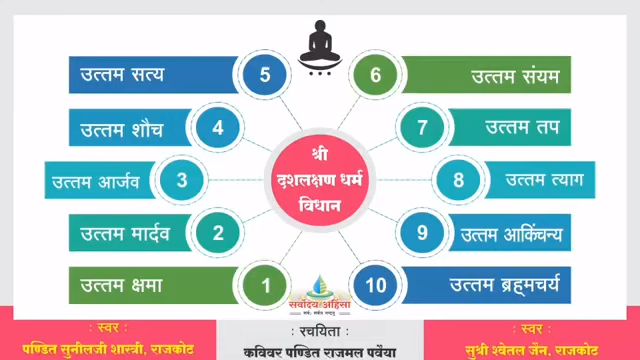 उत्तम सत्य
5
6
उत्तम संयम
उत्तम शौच
4
7
उत्तम तप
उत्तम आर्जव
3
श्री
दशलक्षण धर्म
विधान
8
उत्तम त्याग
उत्तम मार्दव
2
9
उत्तम आकिंचन्य
उत्तम क्षमा
1
10
उत्तम ब्रह्मचर्य
सर्वोदय अहिंसा
: स्वर :
पण्डित सुनीलजी शास्त्री, राजकोट
: रचयिता :
कविवर पण्डित राजमल पवैया
: स्वर :
सुश्री श्वेतल जैन, राजकोट